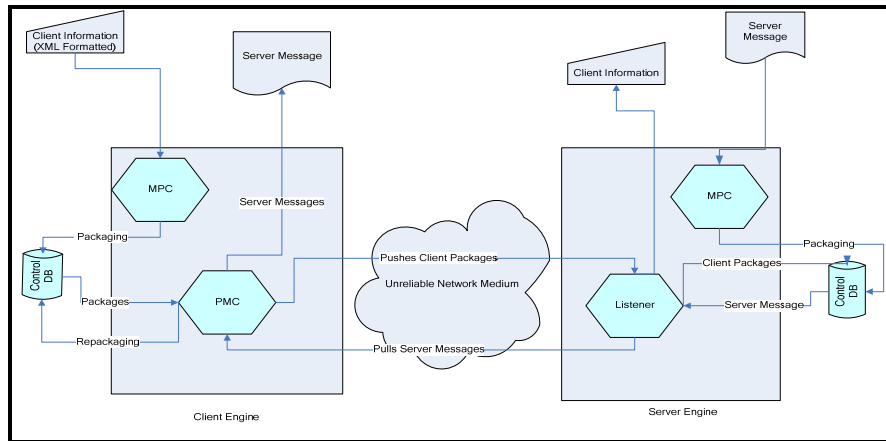 Client Information
(XML Formatted)
Server Message
Server
Message
Client Information
MPC
MPC
Server Messages
Packaging
Packaging
Pushes Client Packages
Client Packages
Unreliable Network Medium
Control
DB
Packages
PMC
Listener
Server Message
Control
DB
Repackaging
Pulls Server Messages
Client Engine
Server Engine